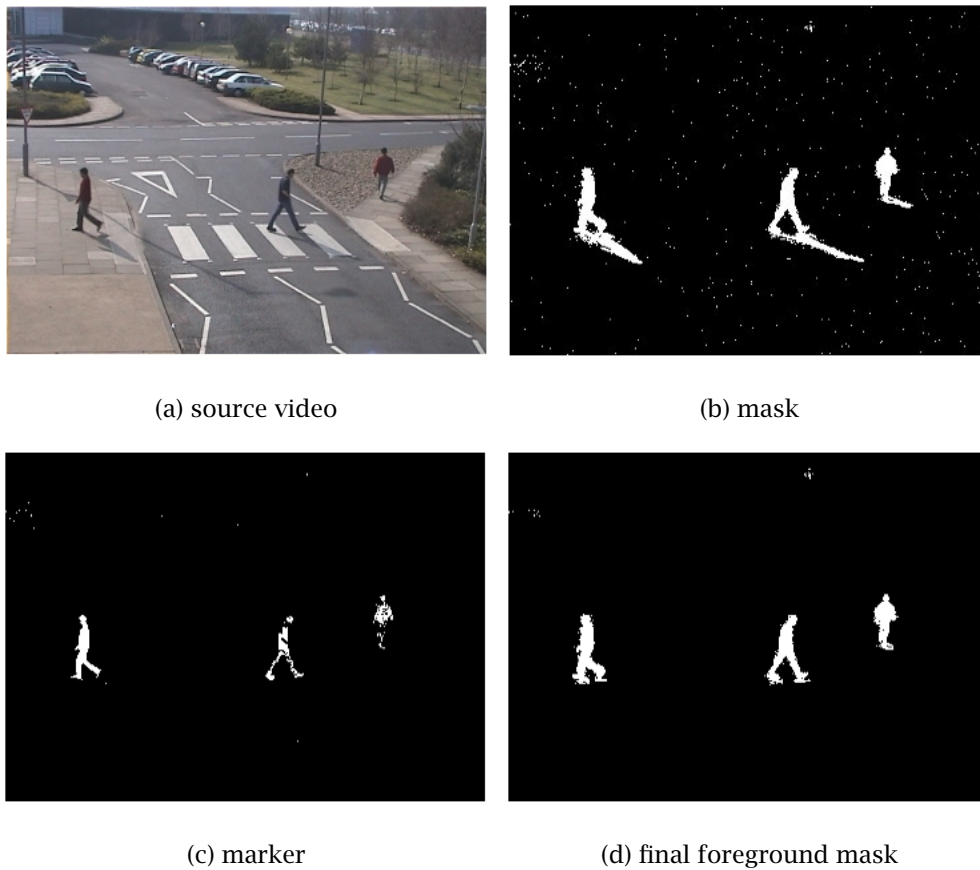 (a) source video
(b) mask
(c) marker
(d) final foreground mask